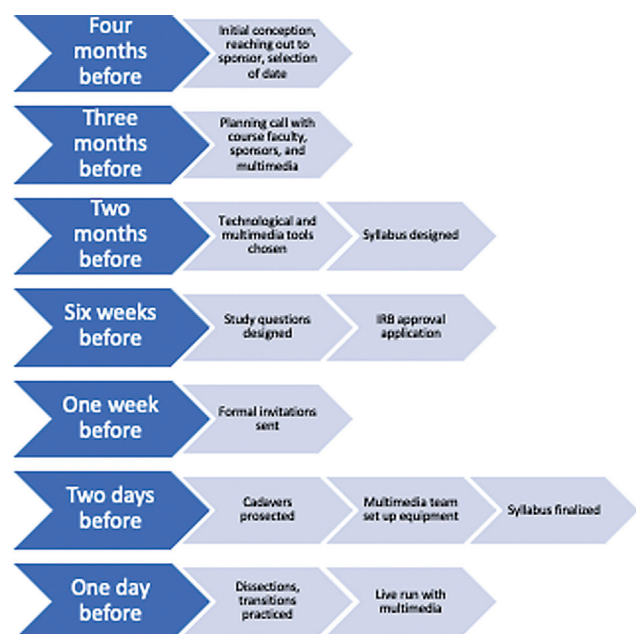 Four
months
before
Initial conception,
reaching out to
sponsor, selection
of date
Three
months
before
Planning call with
course faculty,
sponsors, and
multimedia
Two
months
before
Technological and
multimedia tools
chosen
Syllabus designed
Six weeks
before
Study questions
designed
IRB approval
application
One week
before
Formal invitations
sent
Two days
before
Cadavers
prosected
Multimedia team
set up equipment
Syllabus finalized
One day
before
Dissections,
transitions
practiced
Live run with
multimedia